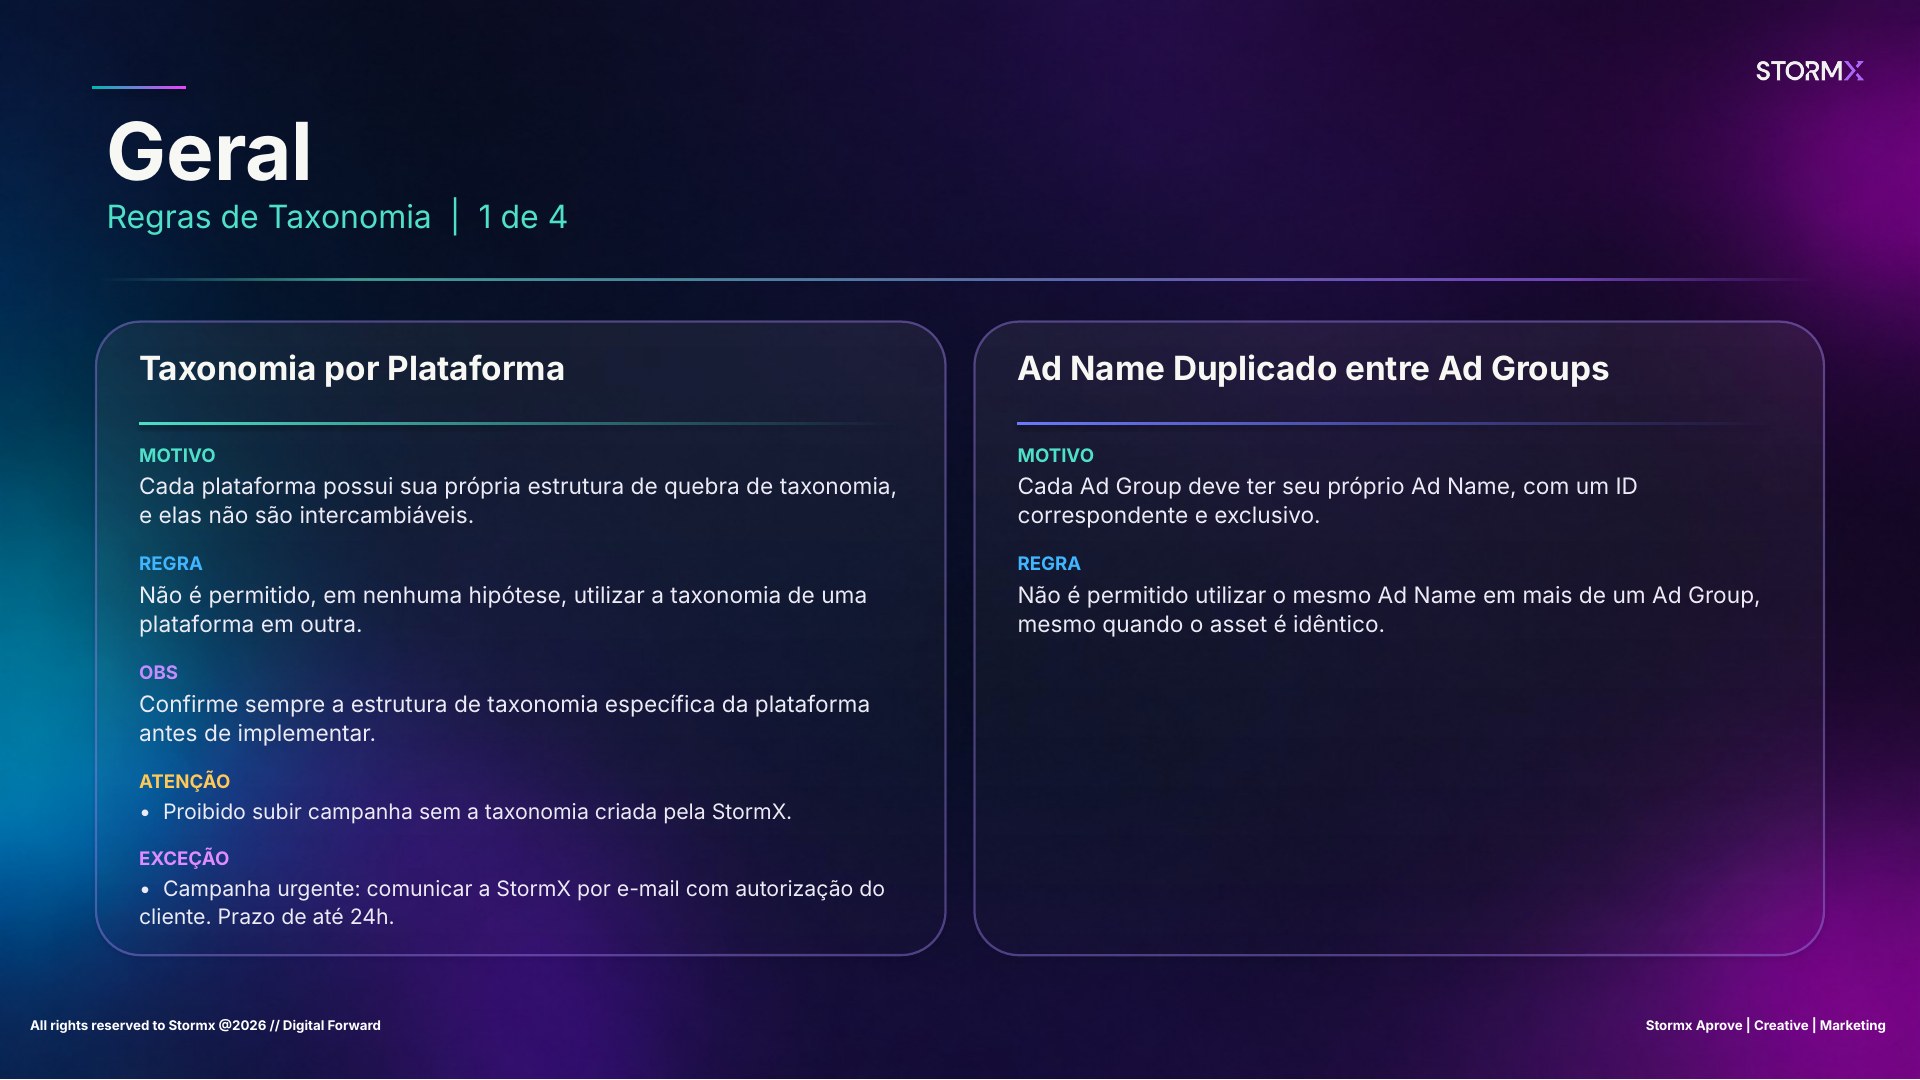 STORMX
Geral
Regras de Taxonomia | 1 de 4
Taxonomia por Plataforma
MOTIVO
Cada plataforma possui sua própria estrutura de quebra de taxonomia,
e elas não são intercambiáveis.
REGRA
Não é permitido, em nenhuma hipótese, utilizar a taxonomia de uma
plataforma em outra.
OBS
Confirme sempre a estrutura de taxonomia específica da plataforma
antes de implementar.
ATENÇÃO
• Proibido subir campanha sem a taxonomia criada pela StormX.
EXCEÇÃO
• Campanha urgente: comunicar a StormX por e-mail com autorização do
cliente. Prazo de até 24h.
Ad Name Duplicado entre Ad Groups
MOTIVO
Cada Ad Group deve ter seu próprio Ad Name, com um ID
correspondente e exclusivo.
REGRA
Não é permitido utilizar o mesmo Ad Name em mais de um Ad Group,
mesmo quando o asset é idêntico.
All rights reserved to Stormx @2026 // Digital Forward
Stormx Aprove | Creative | Marketing